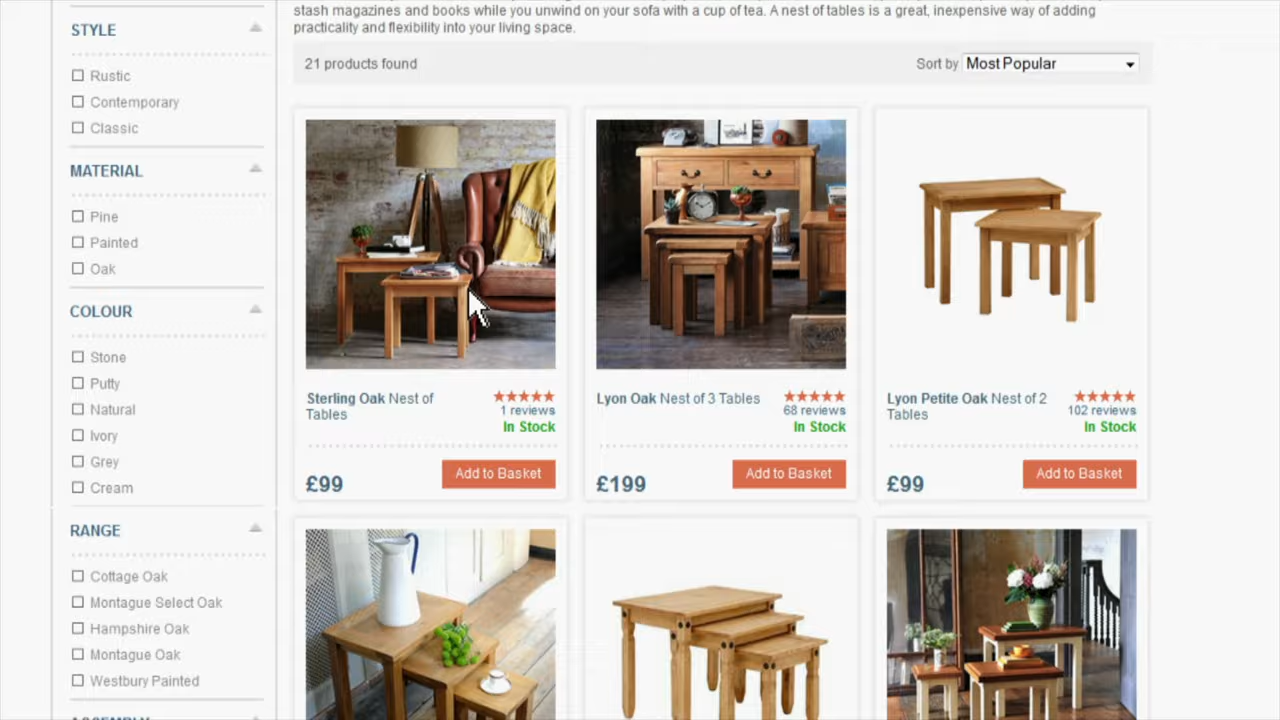 stash magazines and books while you unwind on your sofa with a cup of tea. A nest of tables is a great, inexpensive way of adding
practicality and flexibility into your living space.
STYLE
Rustic
Contemporary
Classic
MATERIAL
Pine
Painted
Oak
COLOUR
Stone
Putty
Natural
Ivory
Grey
Cream
RANGE
Cottage Oak
Montague Select Oak
Hampshire Oak
Montague Oak
Westbury Painted
21 products found
Sort by Most Popular
Sterling Oak Nest of
Tables
1 reviews
In Stock
£99
Add to Basket
Lyon Oak Nest of 3 Tables
68 reviews
In Stock
£199
Add to Basket
Lyon Petite Oak Nest of 2
Tables
102 reviews
In Stock
£99
Add to Basket